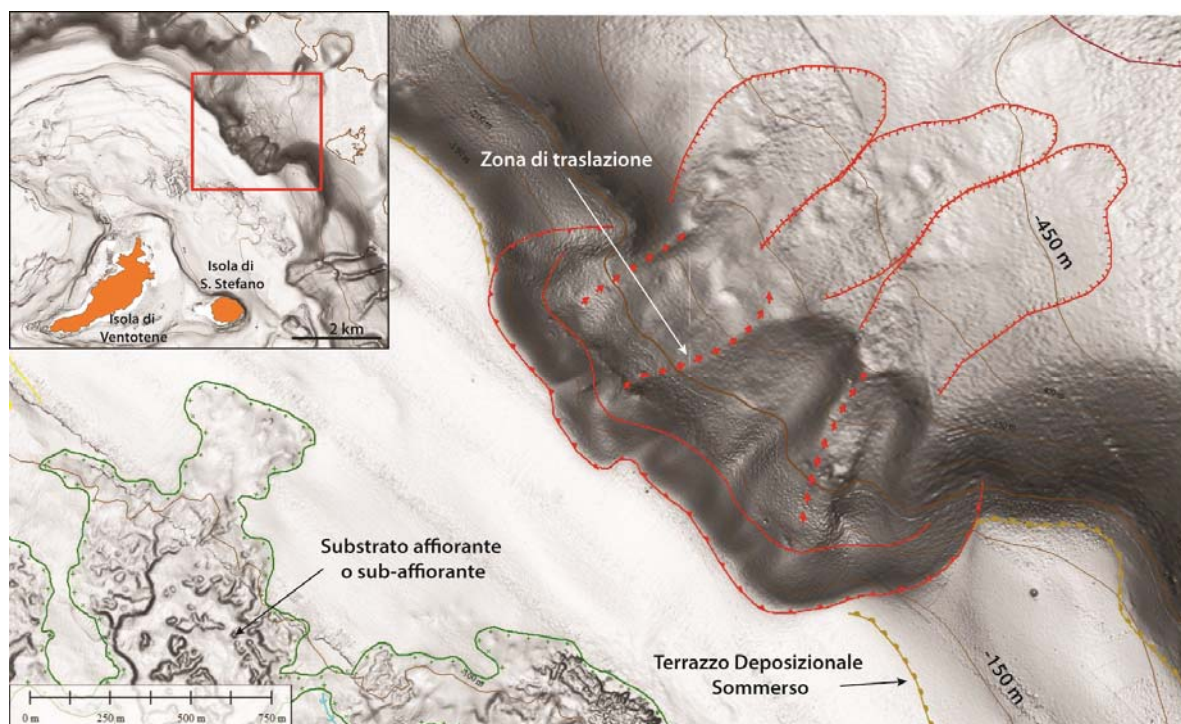 Isola di
S. Stefano
Isola di
Ventotene
2 km
Zona di traslazione
-450 m
Substrato affiorante
o sub-affiorante
Terrazzo Deposizionale
Sommerso
-150 m
-100 m
0 m
250 m
500 m
750 m